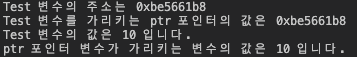 Test 변수의 주소는 0xbe5661b8
Test 변수를 가리키는 ptr 포인터의 값은 0xbe5661b8
Test 변수의 값은 10 입니다.
ptr 포인터 변수가 가리키는 변수의 값은 10 입니다.